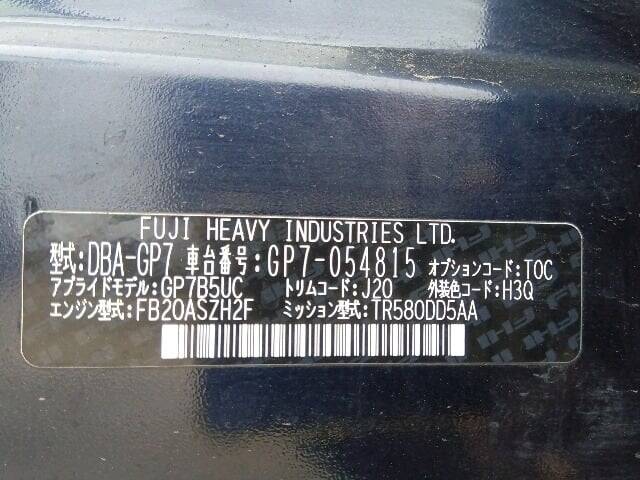 FUJI HEAVY INDUSTRIES LTD.
型式:DBA-GP7 車台番号:GP7-054815 オプションコード:TOC
アプライドモデル:GP7B5UC トリムコード:J20 外装色コード:H3Q
エンジン型式:FB20ASZH2F ミッション型式:TR580DD5AA